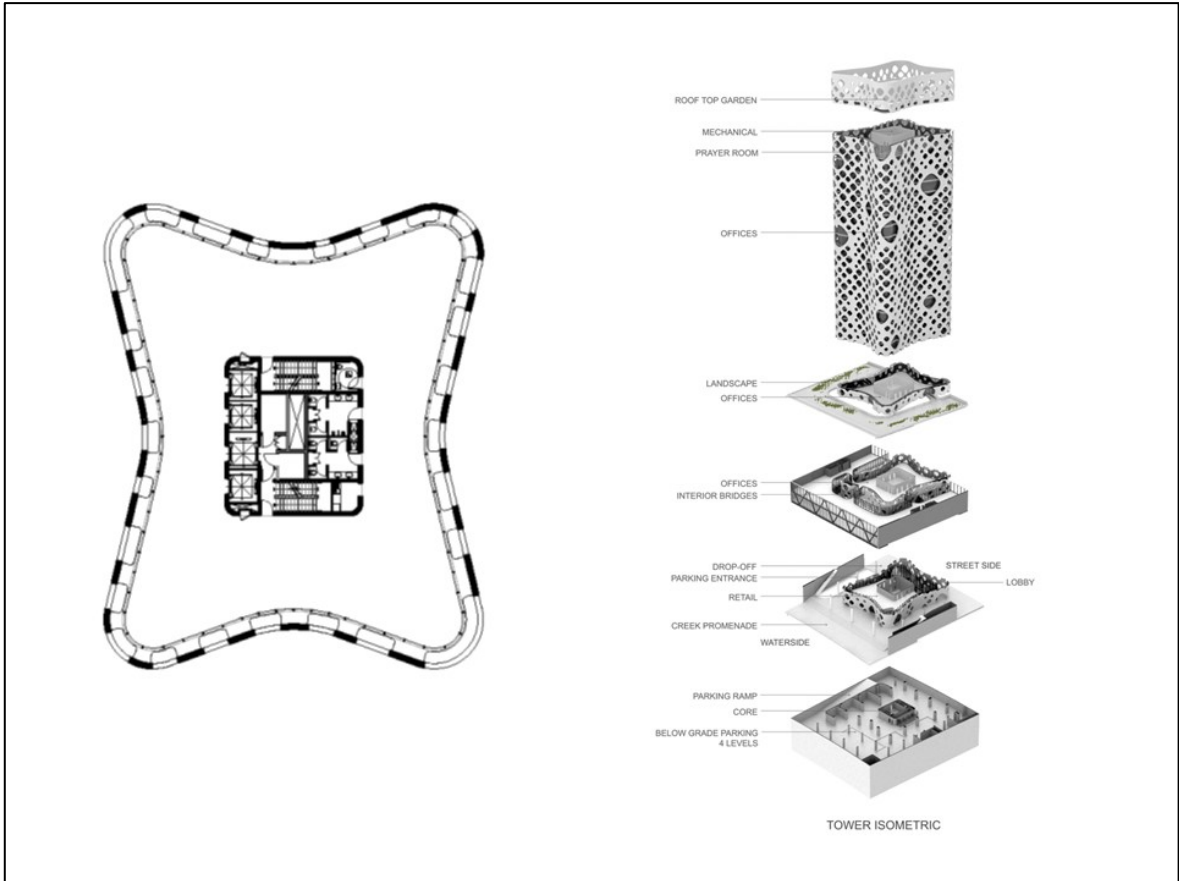 ROOF TOP GARDEN
MECHANICAL
PRAYER ROOM
OFFICES
LANDSCAPE
OFFICES
OFFICES
INTERIOR BRIDGES
DROP-OFF
STREET SIDE
PARKING ENTRANCE
LOBBY
RETAIL
CREEK PROMENADE
WATERSIDE
PARKING RAMP
CORE
BELOW GRADE PARKING
4 LEVELS
TOWER ISOMETRIC